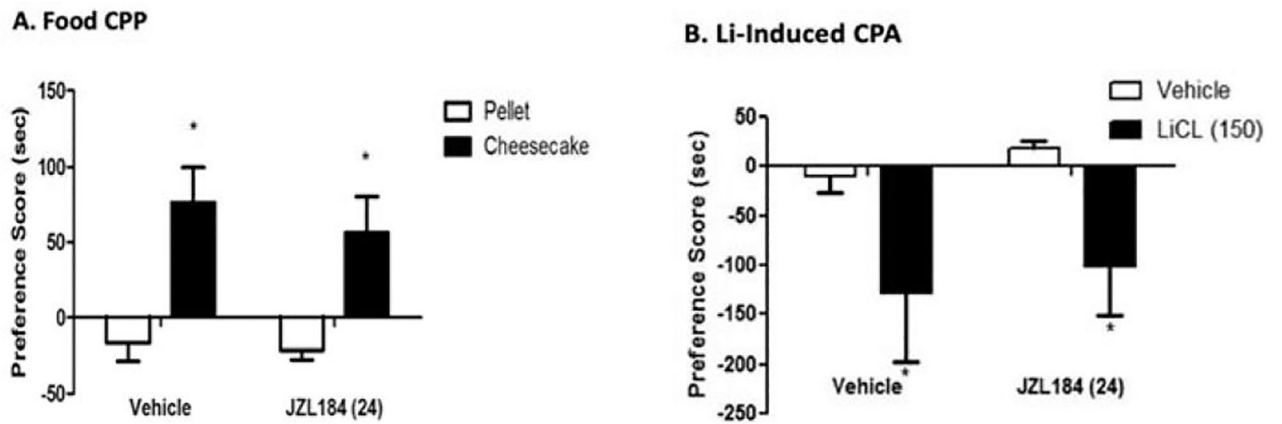 A. Food CPP
Preference Score (sec)
150
100
50
0
-50
*
*
Pellet
Cheesecake
Vehicle
JZL184 (24)
B. Li-Induced CPA
Preference Score (sec)
50
0
-50
-100
-150
-200
-250
Vehicle
LiCL (150)
*
*
Vehicle
JZL184 (24)